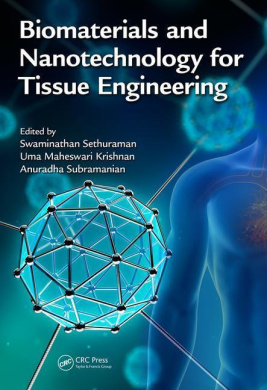 Biomaterials and
Nanotechnology for
Tissue Engineering
Edited by
Swaminathan Sethuraman
Uma Maheswari Krishnan
Anuradha Subramanian
CRC Press
Taylor & Francis Group